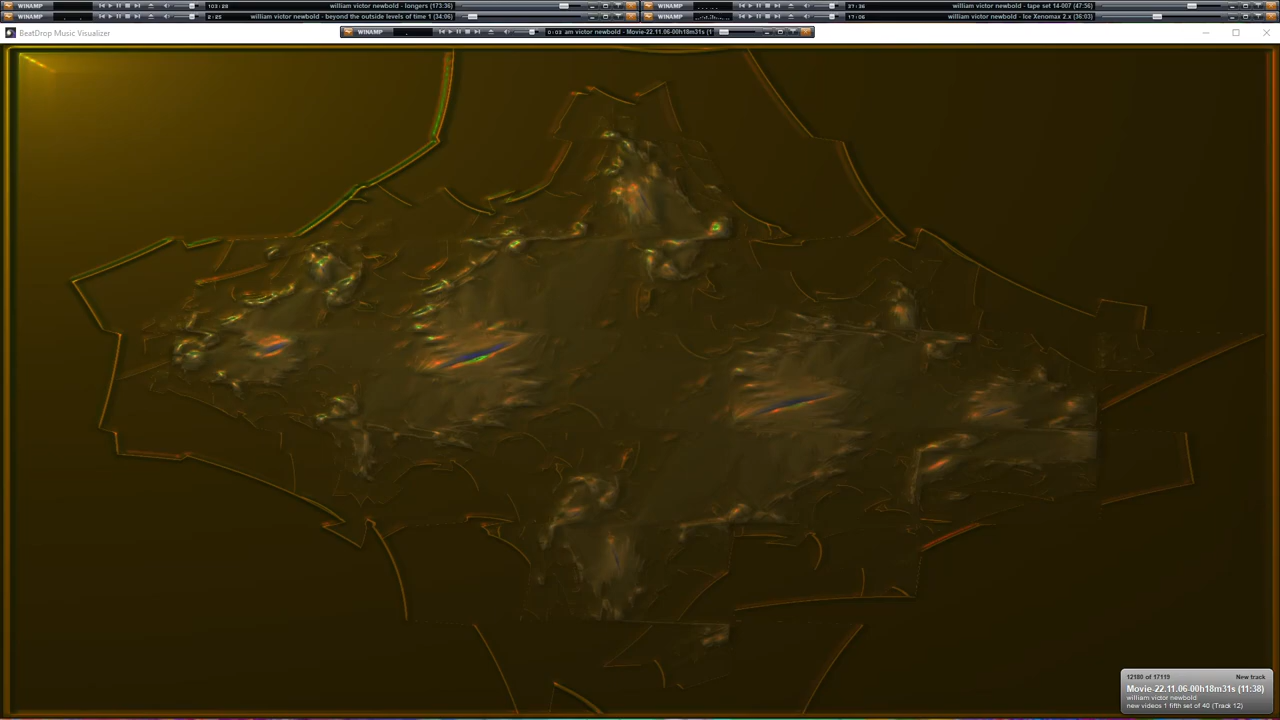 WINAMP 103:28 william victor newbold - longers (173:36)
WINAMP 31:36 william victor newbold - tape set 14-007 (47:56)
WINAMP 2:25 william victor newbold - beyond the outside levels of time 1 (34:06)
WINAMP 17:06 william victor newbold - Ice Xenomax 2.x (36:03)
BeatDrop Music Visualizer
WINAMP 0:03 am victor newbold - Movie-22.11.06-00h18m31s (1
12180 of 17119 New track
Movie-22.11.06-00h18m31s (11:38)
william victor newbold
new videos 1 fifth set of 40 (Track 12)